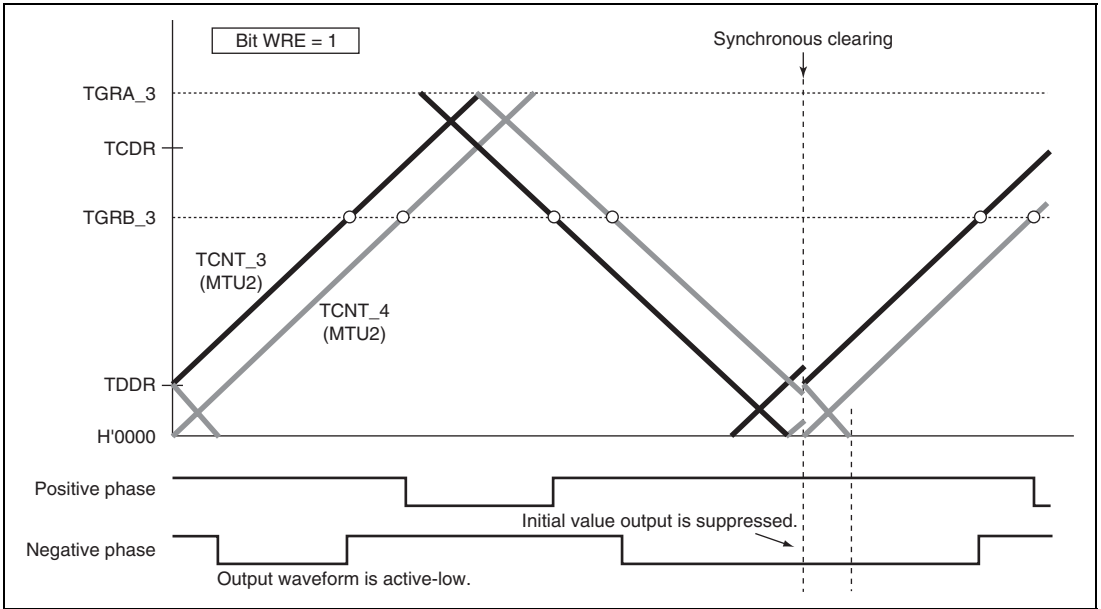 Bit WRE = 1
Synchronous clearing
TGRA_3
TCDR
TGRB_3
TCNT_3
(MTU2)
TCNT_4
(MTU2)
TDDR
H'0000
Positive phase
Initial value output is suppressed.
Negative phase
Output waveform is active-low.